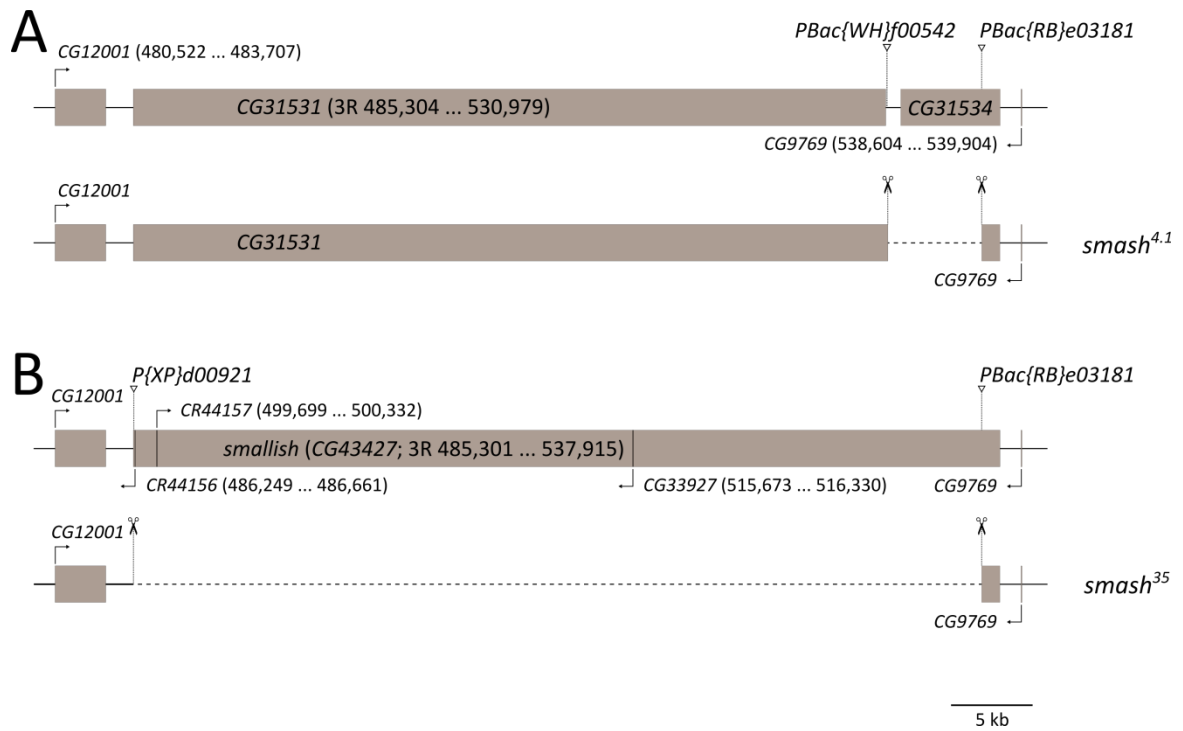 A
PBac{WH}f00542
PBac{RB}e03181
CG12001 (480,522 ... 483,707)
CG31531 (3R 485,304 ... 530,979)
CG31534
CG9769 (538,604 ... 539,904)
CG12001
CG31531
smash4.1
CG9769
B
P{XP}d00921
PBac{RB}e03181
CG12001
CR44157 (499,699 ... 500,332)
smallish (CG43427; 3R 485,301 ... 537,915)
CR44156 (486,249 ... 486,661)
CG33927 (515,673 ... 516,330)
CG9769
CG12001
smash35
CG9769
5 kb